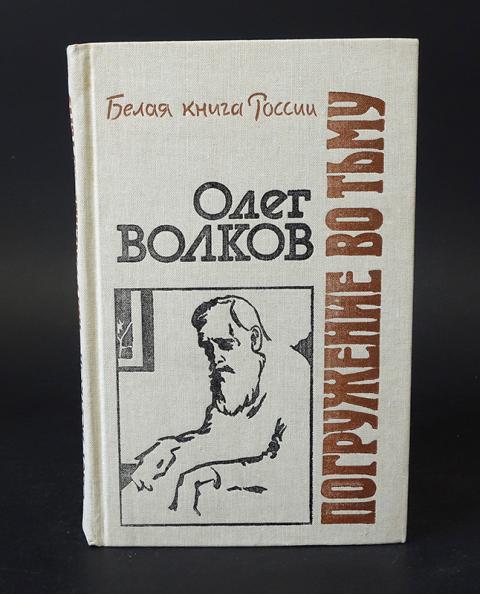 Белая книга России
Олег
ВОЛКОВ
ПОГРУЖЕНИЕ ВО ТЬМУ